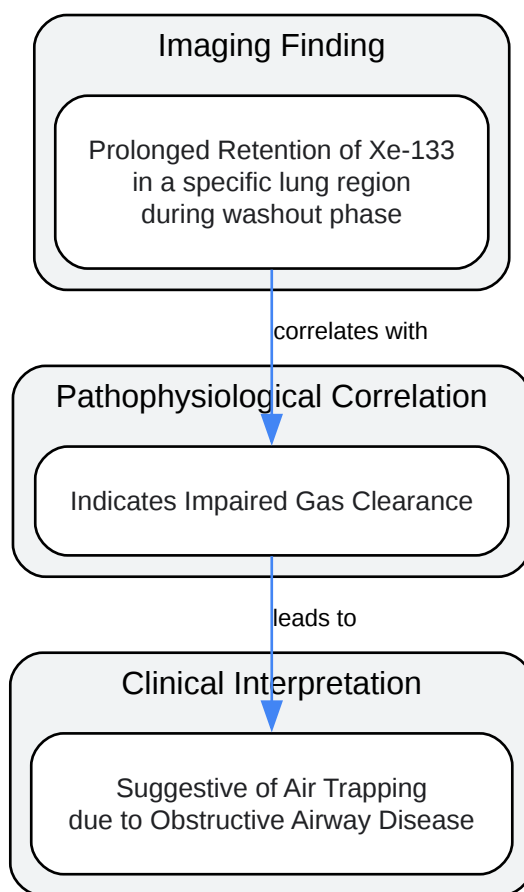 Imaging Finding
Prolonged Retention of Xe-133
in a specific lung region
during washout phase
correlates with
Pathophysiological Correlation
Indicates Impaired Gas Clearance
leads to
Clinical Interpretation
Suggestive of Air Trapping
due to Obstructive Airway Disease